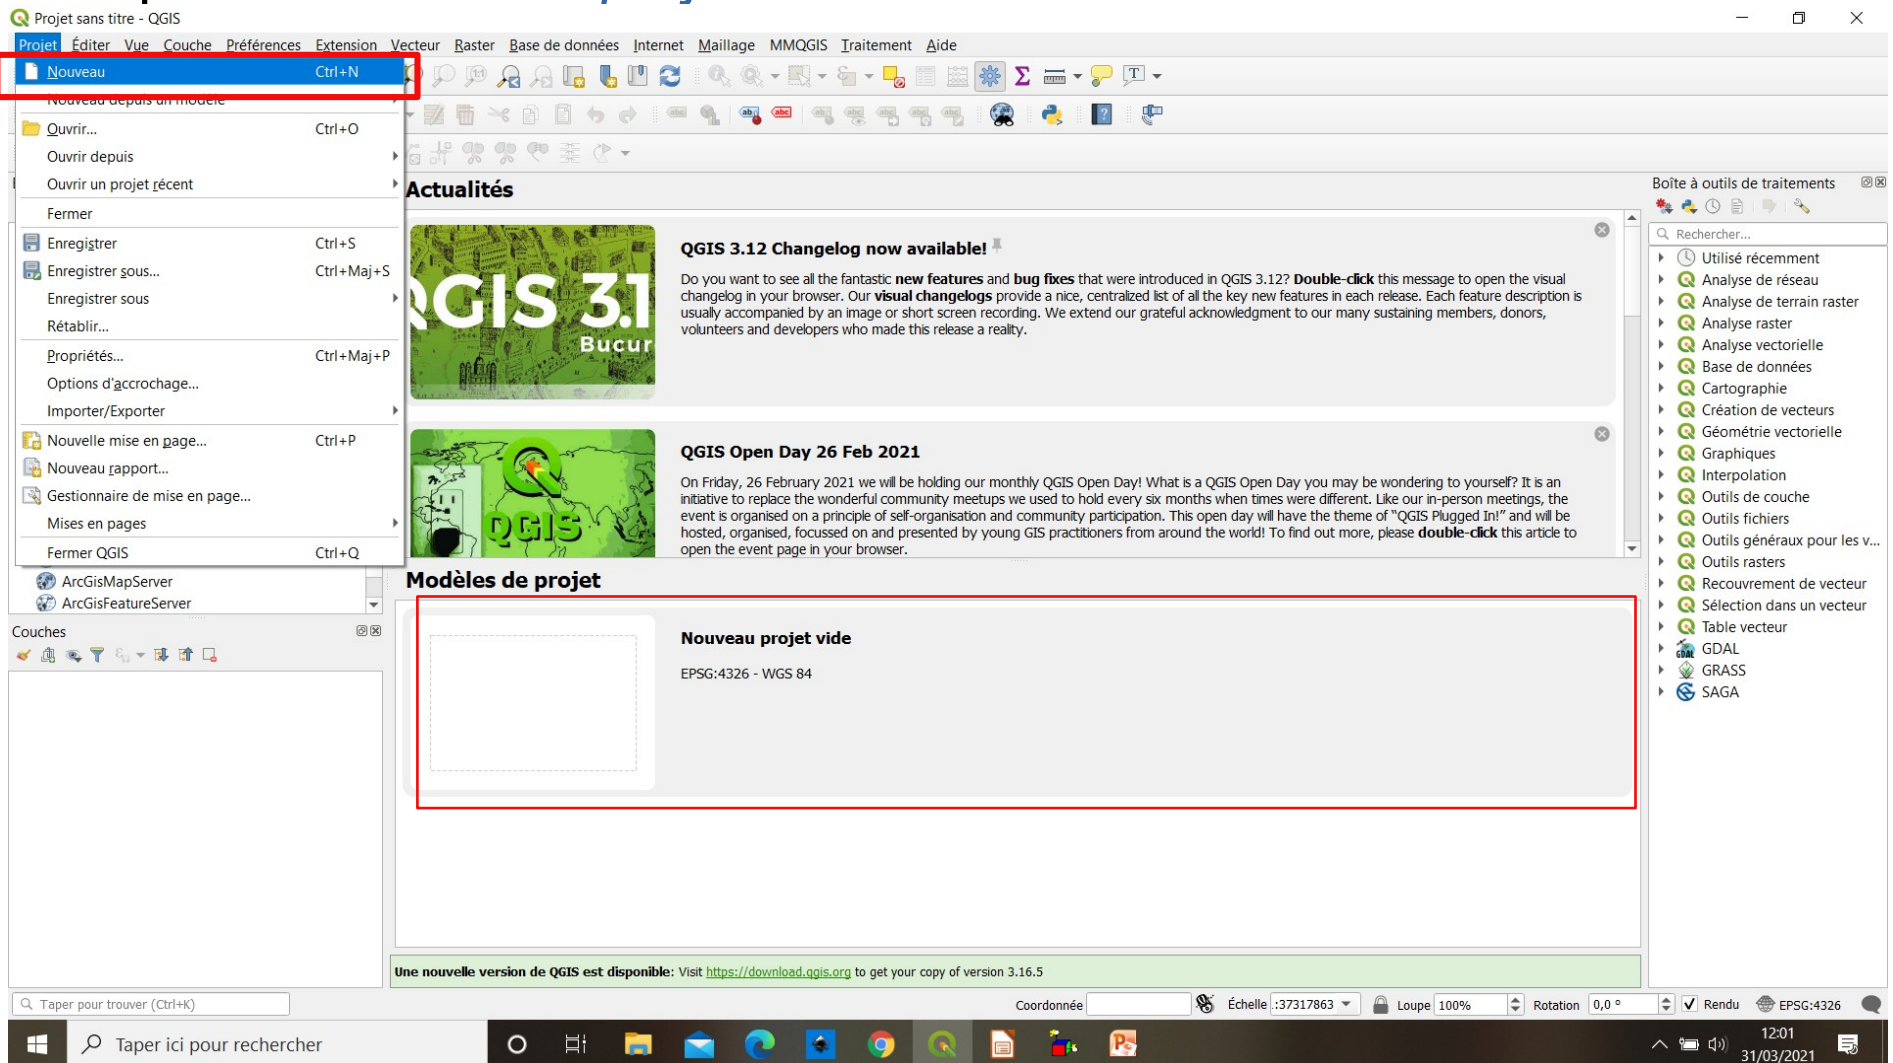 Projet sans titre - QGIS
Projet Éditer Vue Couche Préférences Extension Vecteur Raster Base de données Internet Maillage MMQGIS Traitement Aide
Nouveau Ctrl+N
Nouveau depuis un modèle
Ouvrir... Ctrl+O
Ouvrir depuis
Ouvrir un projet récent
Fermer
Enregistrer Ctrl+S
Enregistrer sous... Ctrl+Maj+S
Enregistrer sous
Rétablir...
Propriétés... Ctrl+Maj+P
Options d'accrochage...
Importer/Exporter
Nouvelle mise en page... Ctrl+P
Nouveau rapport...
Gestionnaire de mise en page...
Mises en pages
Fermer QGIS Ctrl+Q
ArcGisMapServer
ArcGisFeatureServer
Couches
Actualités
QGIS 3.1
Bucur
QGIS 3.12 Changelog now available!
Do you want to see all the fantastic new features and bug fixes that were introduced in QGIS 3.12? Double-click this message to open the visual
changelog in your browser. Our visual changelogs provide a nice, centralized list of all the key new features in each release. Each feature description is
usually accompanied by an image or short screen recording. We extend our grateful acknowledgment to our many sustaining members, donors,
volunteers and developers who made this release a reality.
QGIS
QGIS Open Day 26 Feb 2021
On Friday, 26 February 2021 we will be holding our monthly QGIS Open Day! What is a QGIS Open Day you may be wondering to yourself? It is an
initiative to replace the wonderful community meetups we used to hold every six months when times were different. Like our in-person meetings, the
event is organised on a principle of self-organisation and community participation. This open day will have the theme of “QGIS Plugged In!” and will be
hosted, organised, focussed on and presented by young GIS practitioners from around the world! To find out more, please double-click this article to
open the event page in your browser.
Modèles de projet
Nouveau projet vide
EPSG:4326 - WGS 84
Une nouvelle version de QGIS est disponible: Visit https://download.qgis.org to get your copy of version 3.16.5
Boîte à outils de traitements
Rechercher...
Utilisé récemment
Analyse de réseau
Analyse de terrain raster
Analyse raster
Analyse vectorielle
Base de données
Cartographie
Création de vecteurs
Géométrie vectorielle
Graphiques
Interpolation
Outils de couche
Outils fichiers
Outils généraux pour les v...
Outils rasters
Recouvrement de vecteur
Sélection dans un vecteur
Table vecteur
GDAL
GRASS
SAGA
Taper pour trouver (Ctrl+K)
Coordonnée Échelle :37317863 Loupe 100% Rotation 0,0 ° Rendu EPSG:4326
Taper ici pour rechercher
12:01
31/03/2021